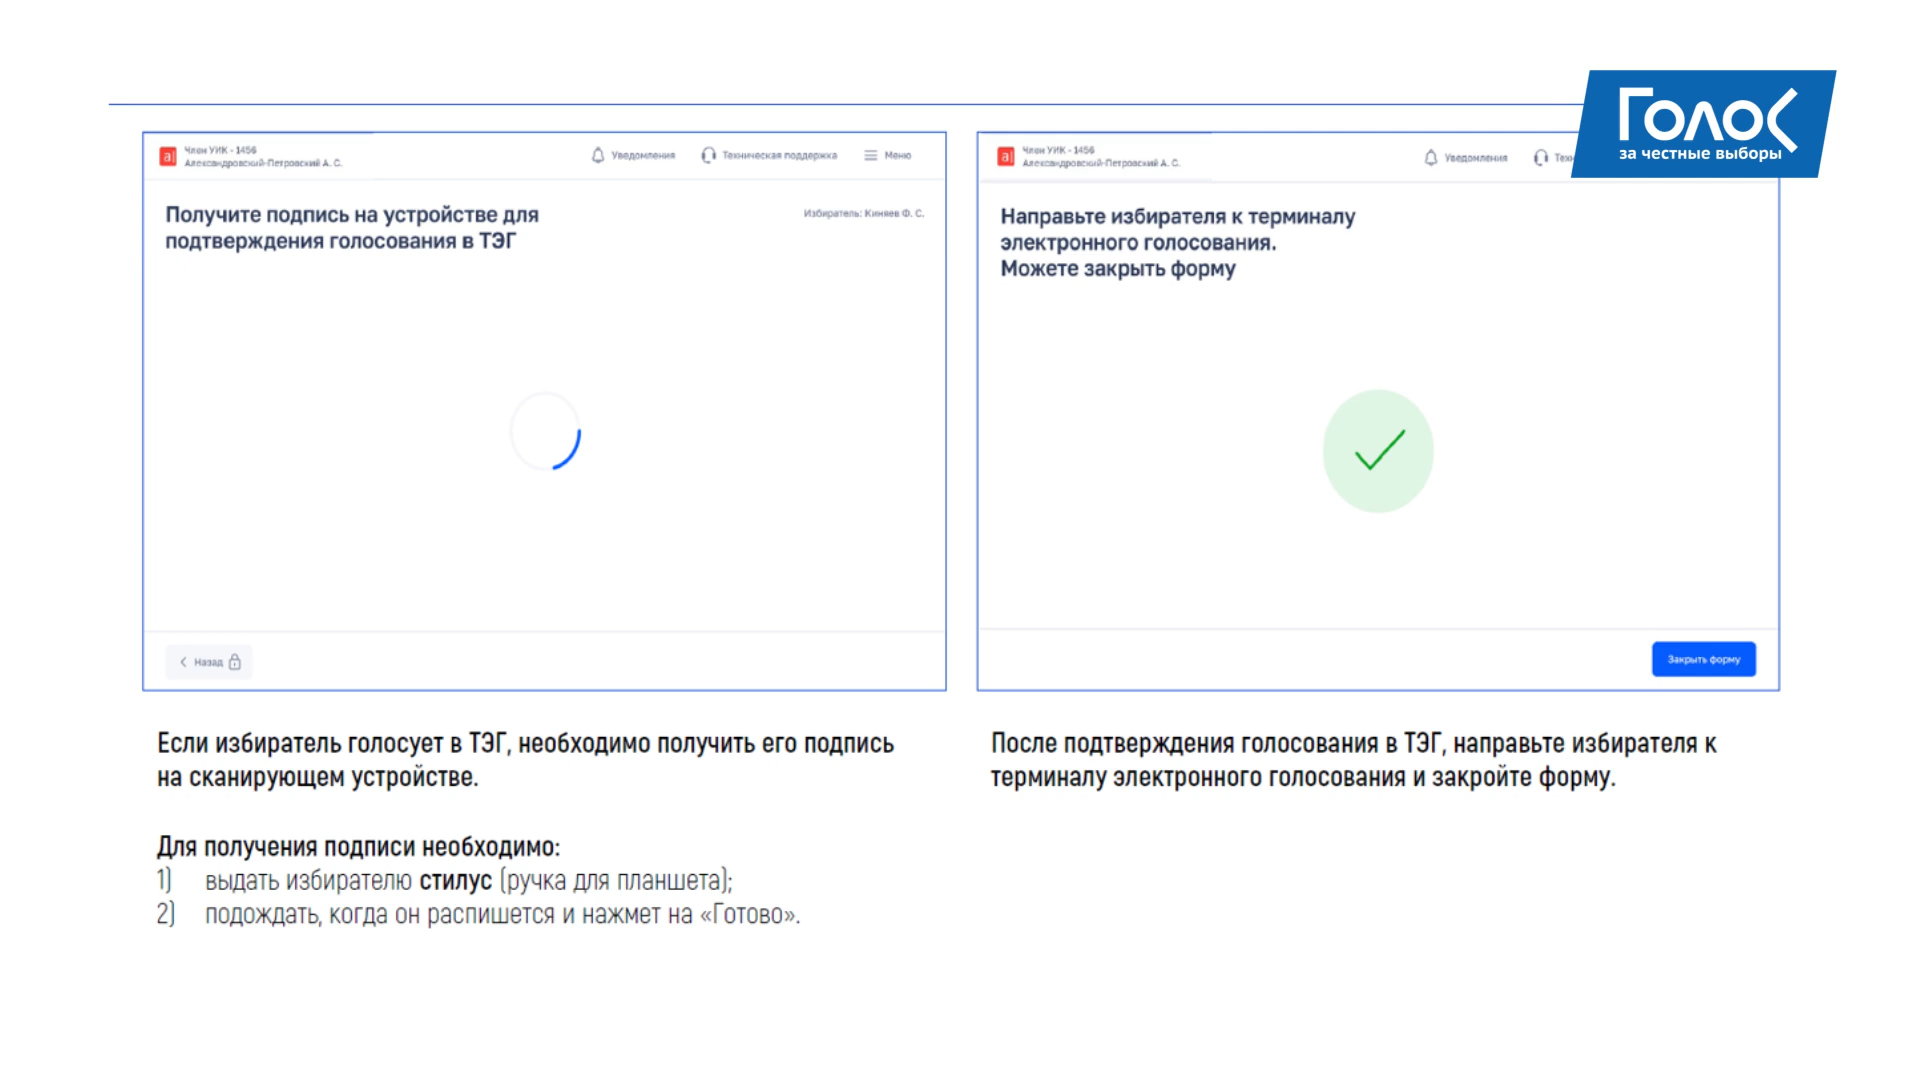 Голос
за честные выборы
Член УИК - 1456
Александровский-Петровский А. С.
Уведомления
Техническая поддержка
Меню
Получите подпись на устройстве для
подтверждения голосования в ТЭГ
Избиратель: Киняев Ф. С.
Назад
Если избиратель голосует в ТЭГ, необходимо получить его подпись
на сканирующем устройстве.
Для получения подписи необходимо:
1) выдать избирателю стилус (ручка для планшета);
2) подождать, когда он распишется и нажмет на «Готово».
Член УИК - 1456
Александровский-Петровский А. С.
Уведомления
Направьте избирателя к терминалу
электронного голосования.
Можете закрыть форму
Закрыть форму
После подтверждения голосования в ТЭГ, направьте избирателя к
терминалу электронного голосования и закройте форму.